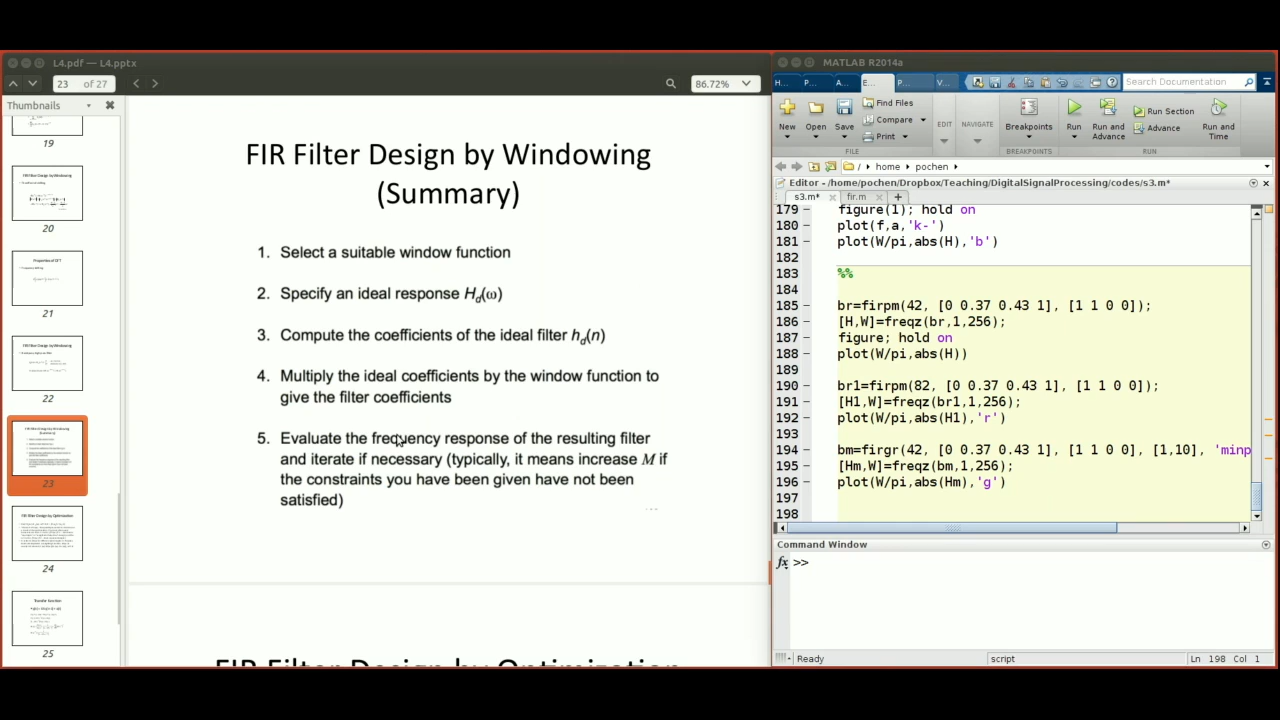 L4.pdf — L4.pptx
23 of 27
86.72%
Thumbnails
19
20
21
22
23
24
25
FIR Filter Design by Windowing
(Summary)
1. Select a suitable window function
2. Specify an ideal response Hd(ω)
3. Compute the coefficients of the ideal filter hd(n)
4. Multiply the ideal coefficients by the window function to
give the filter coefficients
5. Evaluate the frequency response of the resulting filter
and iterate if necessary (typically, it means increase M if
the constraints you have been given have not been
satisfied)
FIR Filter Design by Optimization
MATLAB R2014a
H... P... A... E... P... V... Search Documentation
New Open Save Find Files Compare Print EDIT NAVIGATE Breakpoints Run Run and Advance Run Section Advance Run and Time
FILE BREAKPOINTS RUN
/ home pochen
Editor - /home/pochen/Dropbox/Teaching/DigitalSignalProcessing/codes/s3.m*
s3.m* fir.m
179 figure(1); hold on
180 plot(f,a,'k-')
181 plot(W/pi,abs(H),'b')
182
183 %%
184
185 br=firpm(42, [0 0.37 0.43 1], [1 1 0 0]);
186 [H,W]=freqz(br,1,256);
187 figure; hold on
188 plot(W/pi,abs(H))
189
190 br1=firpm(82, [0 0.37 0.43 1], [1 1 0 0]);
191 [H1,W]=freqz(br1,1,256);
192 plot(W/pi,abs(H1),'r')
193
194 bm=firgr(42, [0 0.37 0.43 1], [1 1 0 0], [1,10], 'minp
195 [Hm,W]=freqz(bm,1,256);
196 plot(W/pi,abs(Hm),'g')
197
198
Command Window
fx >>
Ready script Ln 198 Col 1